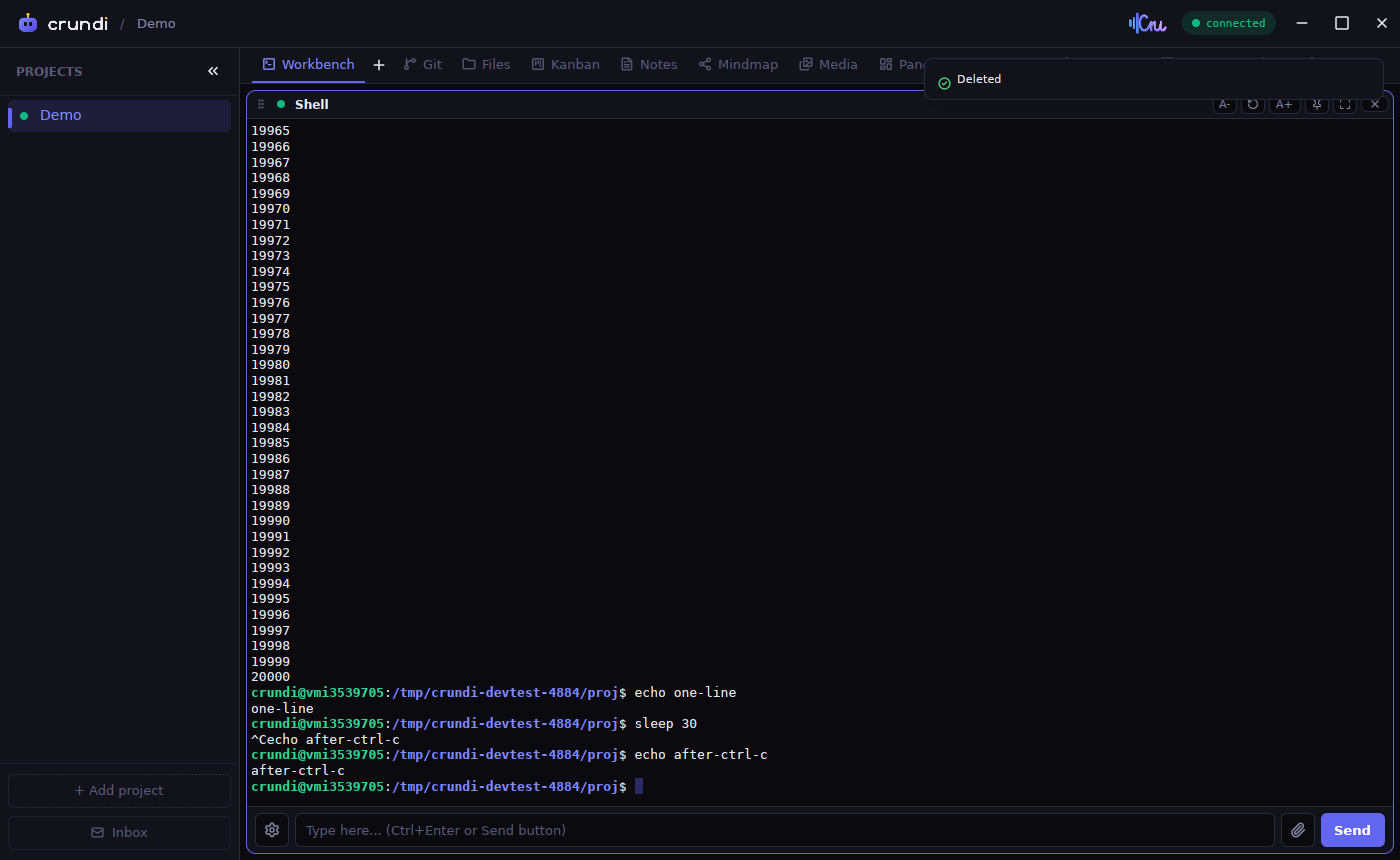 crundi / Demo
Cru
connected
PROJECTS
Demo
+ Add project
Inbox
Workbench + Git Files Kanban Notes Mindmap Media
Deleted
Shell
A- A+
19965
19966
19967
19968
19969
19970
19971
19972
19973
19974
19975
19976
19977
19978
19979
19980
19981
19982
19983
19984
19985
19986
19987
19988
19989
19990
19991
19992
19993
19994
19995
19996
19997
19998
19999
20000
crundi@vmi3539705:/tmp/crundi-devtest-4884/proj$ echo one-line
one-line
crundi@vmi3539705:/tmp/crundi-devtest-4884/proj$ sleep 30
^Cecho after-ctrl-c
crundi@vmi3539705:/tmp/crundi-devtest-4884/proj$ echo after-ctrl-c
after-ctrl-c
crundi@vmi3539705:/tmp/crundi-devtest-4884/proj$
Type here... (Ctrl+Enter or Send button)
Send